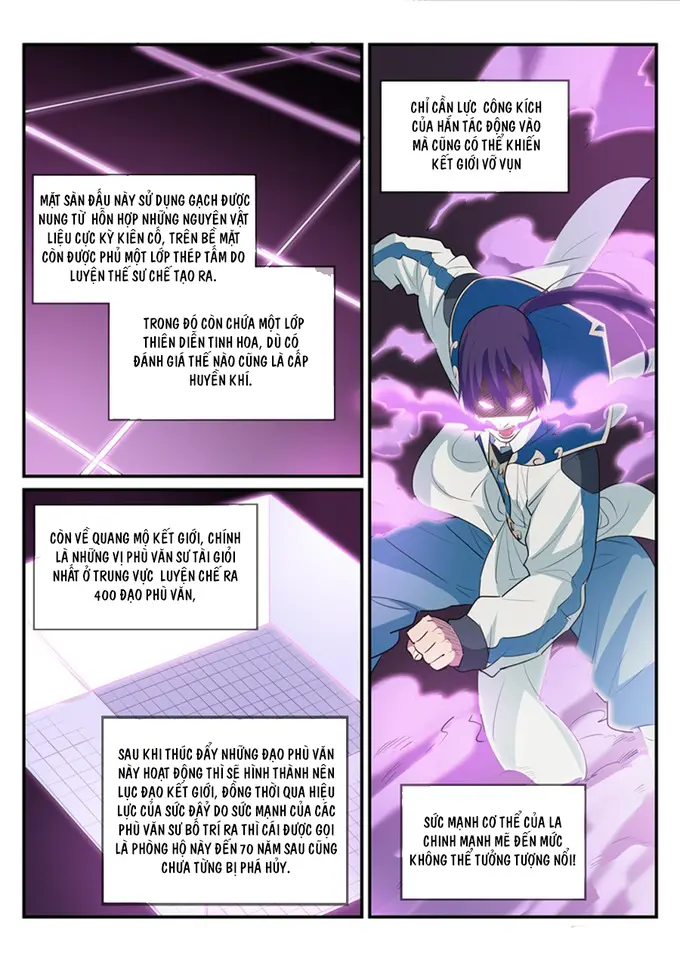 MẶT SÀN ĐẤU NÀY SỬ DỤNG GẠCH ĐƯỢC
NUNG TỪ HỖN HỢP NHỮNG NGUYÊN VẬT
LIỆU CỰC KỲ KIÊN CỐ, TRÊN BỀ MẶT
CÒN ĐƯỢC PHỦ MỘT LỚP THÉP TẤM DO
LUYỆN THỂ SƯ CHẾ TẠO RA.
TRONG ĐÓ CÒN CHỨA MỘT LỚP
THIÊN DIỄN TINH HOA, DÙ CÓ
ĐÁNH GIÁ THẾ NÀO CŨNG LÀ CẤP
HUYỀN KHÍ.
CHỈ CẦN LỰC CÔNG KÍCH
CỦA HẮN TÁC ĐỘNG VÀO
MÀ CŨNG CÓ THỂ KHIẾN
KẾT GIỚI VỠ VỤN
CÒN VỀ QUANG MỘ KẾT GIỚI, CHÍNH
LÀ NHỮNG VỊ PHÙ VĂN SƯ TÀI GIỎI
NHẤT Ở TRUNG VỰC LUYỆN CHẾ RA
400 ĐẠO PHÙ VĂN,
SAU KHI THÚC ĐẨY NHỮNG ĐẠO PHÙ VĂN
NÀY HOẠT ĐỘNG THÌ SẼ HÌNH THÀNH NÊN
LỤC ĐẠO KẾT GIỚI, ĐỒNG THỜI QUA HIỆU
LỰC CỦA SỨC ĐẨY DO SỨC MẠNH CỦA CÁC
PHÙ VĂN SƯ BỐ TRÍ RA THÌ CÁI ĐƯỢC GỌI
LÀ PHÒNG HỘ NÀY ĐẾN 70 NĂM SAU CŨNG
CHƯA TỪNG BỊ PHÁ HỦY.
SỨC MẠNH CƠ THỂ CỦA LA
CHINH MẠNH MẼ ĐẾN MỨC
KHÔNG THỂ TƯỞNG TƯỢNG NỔI!